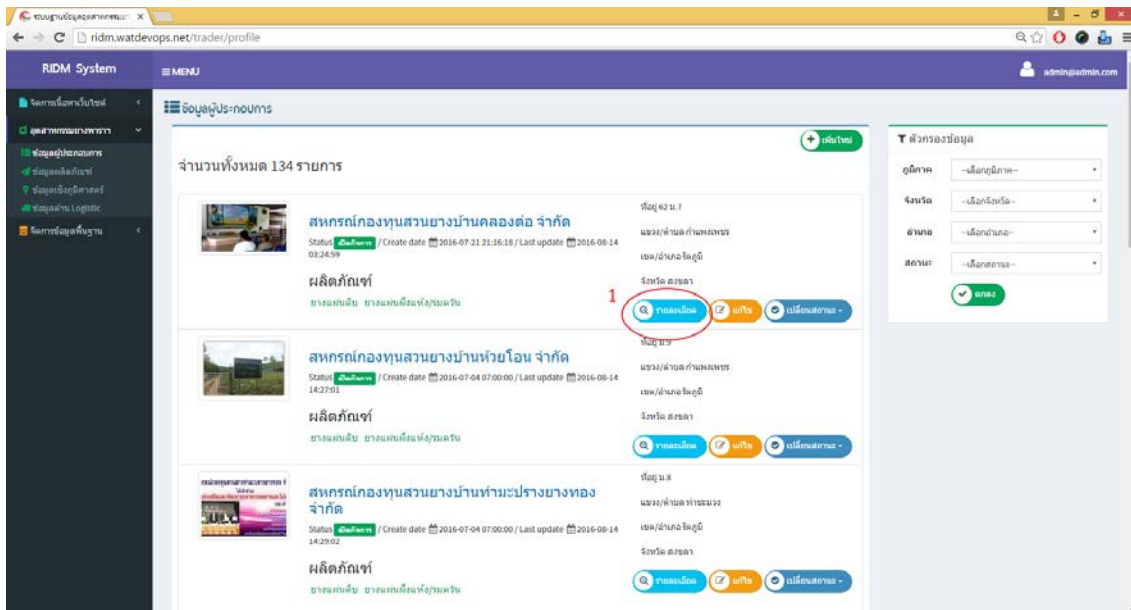 ระบบฐานข้อมูลอุตสาหกรรมยา
ridm.watdevops.net/trader/profile
RIDM System
MENU
admin@admin.com
จัดการเนื้อหาเว็บไซต์
อุตสาหกรรมยางพารา
ข้อมูลผู้ประกอบการ
ข้อมูลผลิตภัณฑ์
ข้อมูลเชิงภูมิศาสตร์
ข้อมูลด้าน Logistic
จัดการข้อมูลพื้นฐาน
ข้อมูลผู้ประกอบการ
เพิ่มใหม่
จำนวนทั้งหมด 134 รายการ
สหกรณ์กองทุนสวนยางบ้านคลองต่อ จำกัด
Status เปิดกิจการ / Create date 2016-07-21 21:16:18 / Last update 2016-08-14
03:24:59
ผลิตภัณฑ์
ยางแผ่นดิบ ยางแผ่นผึ่งแห้ง/รมควัน
ที่อยู่ 62 ม.7
แขวง/ตำบล กำแพงเพชร
เขต/อำเภอ รัตภูมิ
จังหวัด สงขลา
1
รายละเอียด แก้ไข เปลี่ยนสถานะ
สหกรณ์กองทุนสวนยางบ้านห้วยโอน จำกัด
Status เปิดกิจการ / Create date 2016-07-04 07:00:00 / Last update 2016-08-14
14:27:01
ผลิตภัณฑ์
ยางแผ่นดิบ ยางแผ่นผึ่งแห้ง/รมควัน
ที่อยู่ ม.9
แขวง/ตำบล กำแพงเพชร
เขต/อำเภอ รัตภูมิ
จังหวัด สงขลา
รายละเอียด แก้ไข เปลี่ยนสถานะ
สหกรณ์กองทุนสวนยางบ้านท่ามะปรางยางทอง
จำกัด
Status เปิดกิจการ / Create date 2016-07-04 07:00:00 / Last update 2016-08-14
14:29:02
ผลิตภัณฑ์
ยางแผ่นดิบ ยางแผ่นผึ่งแห้ง/รมควัน
ที่อยู่ ม.8
แขวง/ตำบล ท่าชะมวง
เขต/อำเภอ รัตภูมิ
จังหวัด สงขลา
รายละเอียด แก้ไข เปลี่ยนสถานะ
ตัวกรองข้อมูล
ภูมิภาค --เลือกภูมิภาค--
จังหวัด --เลือกจังหวัด--
อำเภอ --เลือกอำเภอ--
สถานะ --เลือกสถานะ--
ตกลง